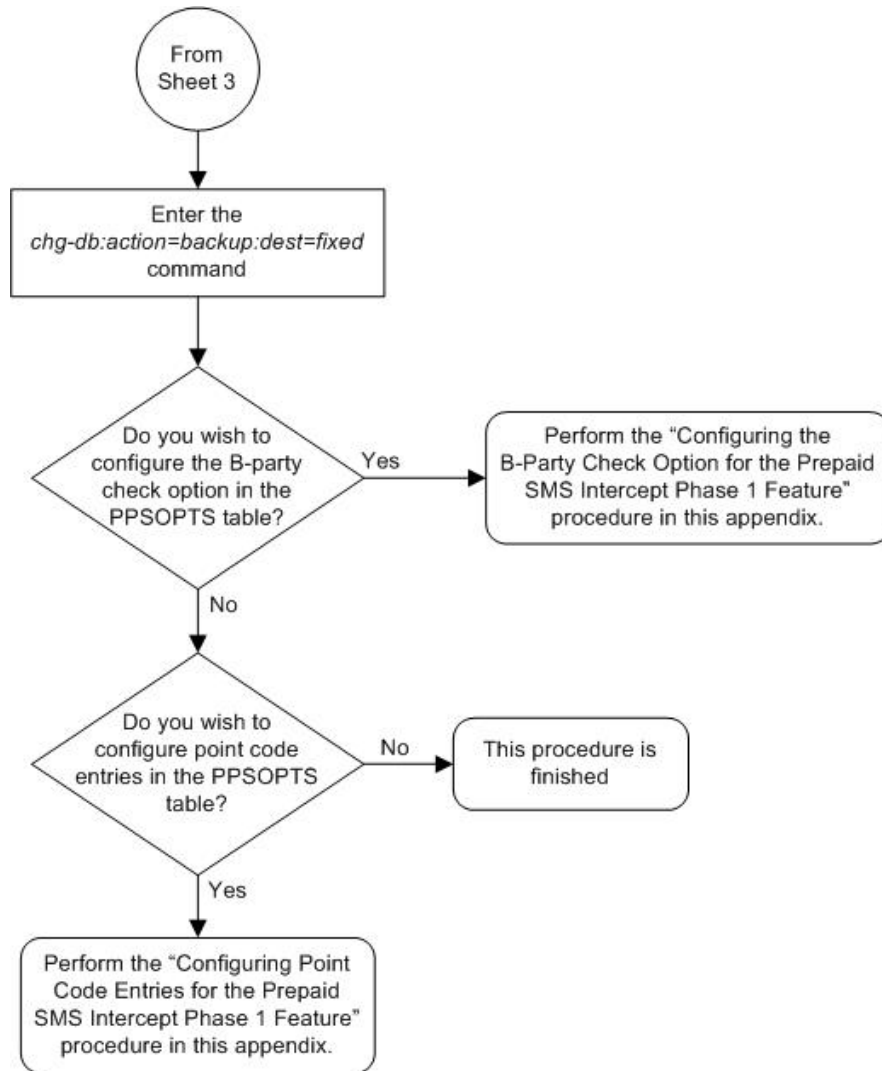 From
Sheet 3
Enter the
chg-db:action=backup:dest=fixed
command
Do you wish to
configure the B-party
check option in the
PPSOPTS table?
Yes
Perform the “Configuring the
B-Party Check Option for the Prepaid
SMS Intercept Phase 1 Feature”
procedure in this appendix.
No
Do you wish to
configure point code
entries in the PPSOPTS
table?
No
This procedure is
finished
Yes
Perform the “Configuring Point
Code Entries for the Prepaid
SMS Intercept Phase 1 Feature”
procedure in this appendix.